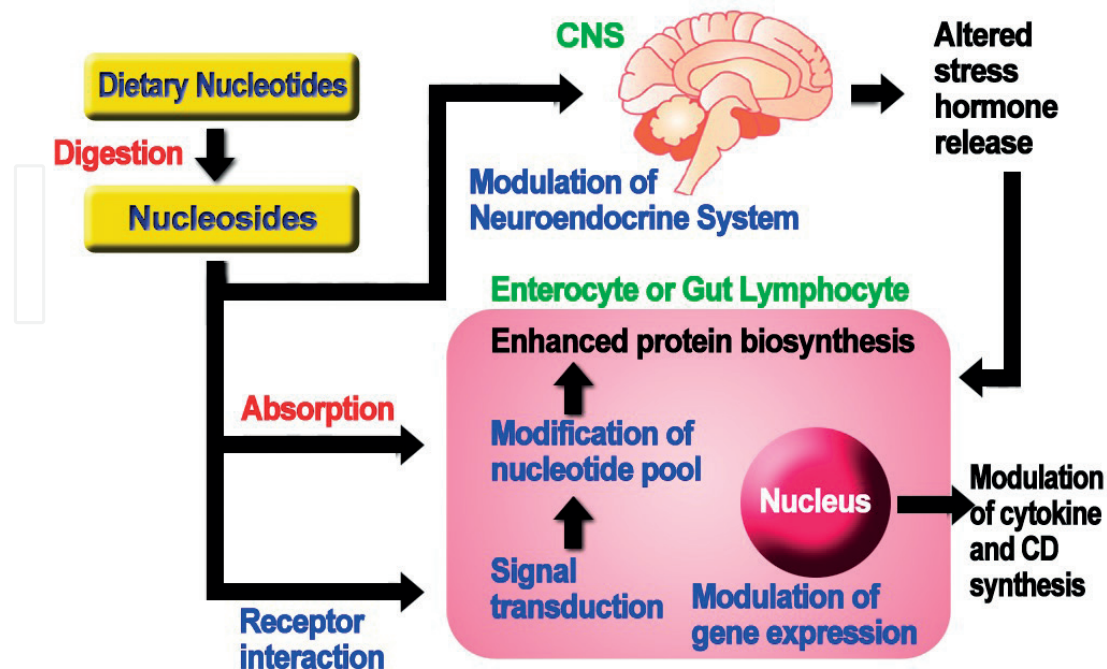 Dietary Nucleotides
Digestion
Nucleosides
CNS
Altered
stress
hormone
release
Modulation of
Neuroendocrine System
Enterocyte or Gut Lymphocyte
Enhanced protein biosynthesis
Absorption
Modification of
nucleotide pool
Nucleus
Modulation
of cytokine
and CD
synthesis
Signal
transduction
Modulation of
gene expression
Receptor
interaction